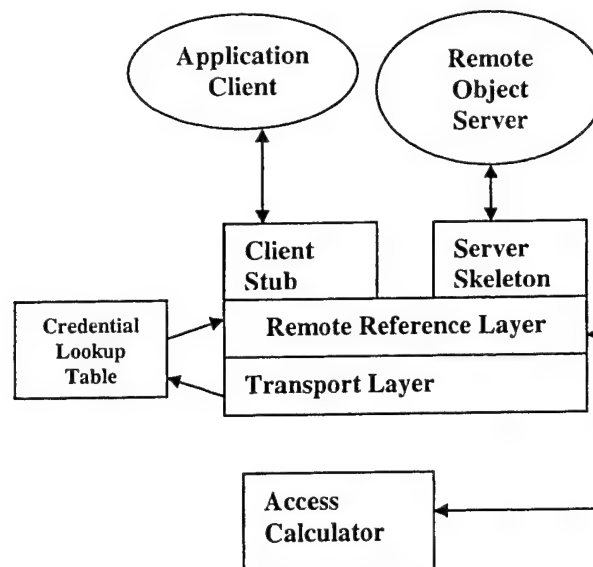 Application
Client
Remote
Object
Server
Client
Stub
Server
Skeleton
Credential
Lookup
Table
Remote Reference Layer
Transport Layer
Access
Calculator